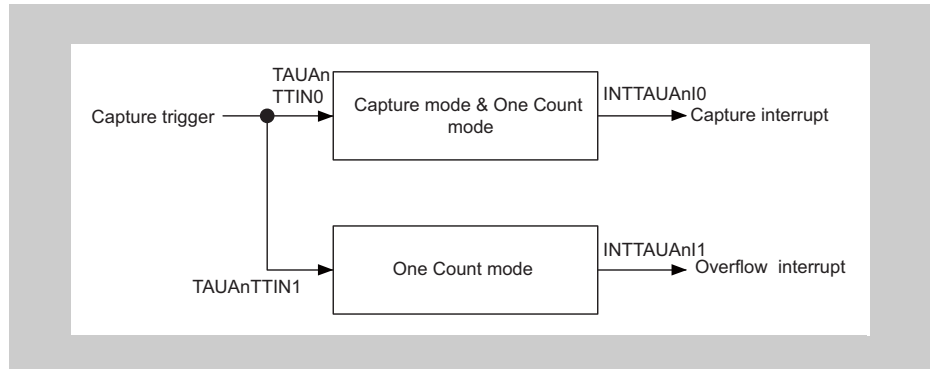 TAUAn
TTIN0
Capture trigger
Capture mode & One Count
mode
INTTAUAnI0
Capture interrupt
TAUAnTTIN1
One Count mode
INTTAUAnI1
Overflow interrupt